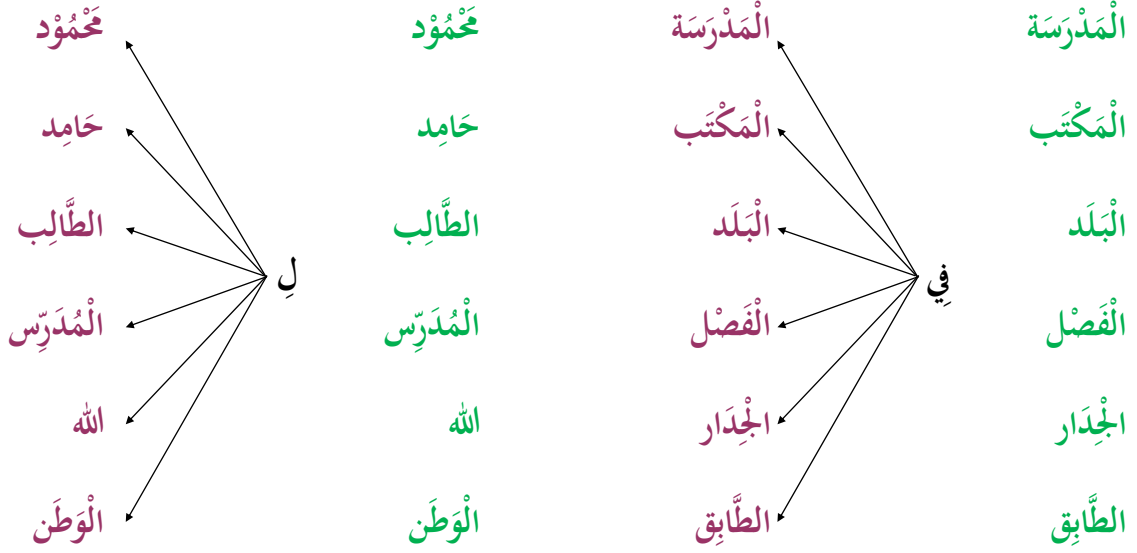 الْمَدْرَسَة الْمَدْرَسَة مَحْمُوْد مَحْمُوْد
الْمَكْتَب الْمَكْتَب حَامِد حَامِد
الْبَلَد الْبَلَد الطَّالِب الطَّالِب
فِي لِ
الْفَصْل الْفَصْل الْمُدَرِّس الْمُدَرِّس
الْجِدَار الْجِدَار الله الله
الطَّابِق الطَّابِق الْوَطَن الْوَطَن